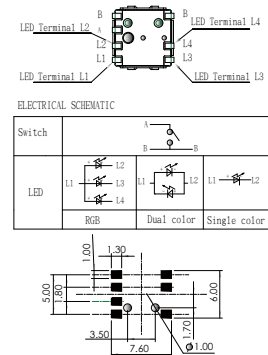 B B
LED Terminal L2 LED Terminal L4
A
L2 L4
L1 L3
LED Terminal L1 LED Terminal L3
ELECTRICAL SCHEMATIC
Switch A B B
LED L1 L2 L3 L4 L1 L2 L1 L2
RGB Dual color Single color
1.00 1.30
5.00 .80 6.00
3.50 1.70
7.60 1.00